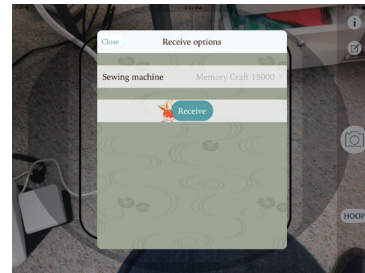 Close
Receive options
Sewing machine
Memory Craft 15000
Receive
HOOP